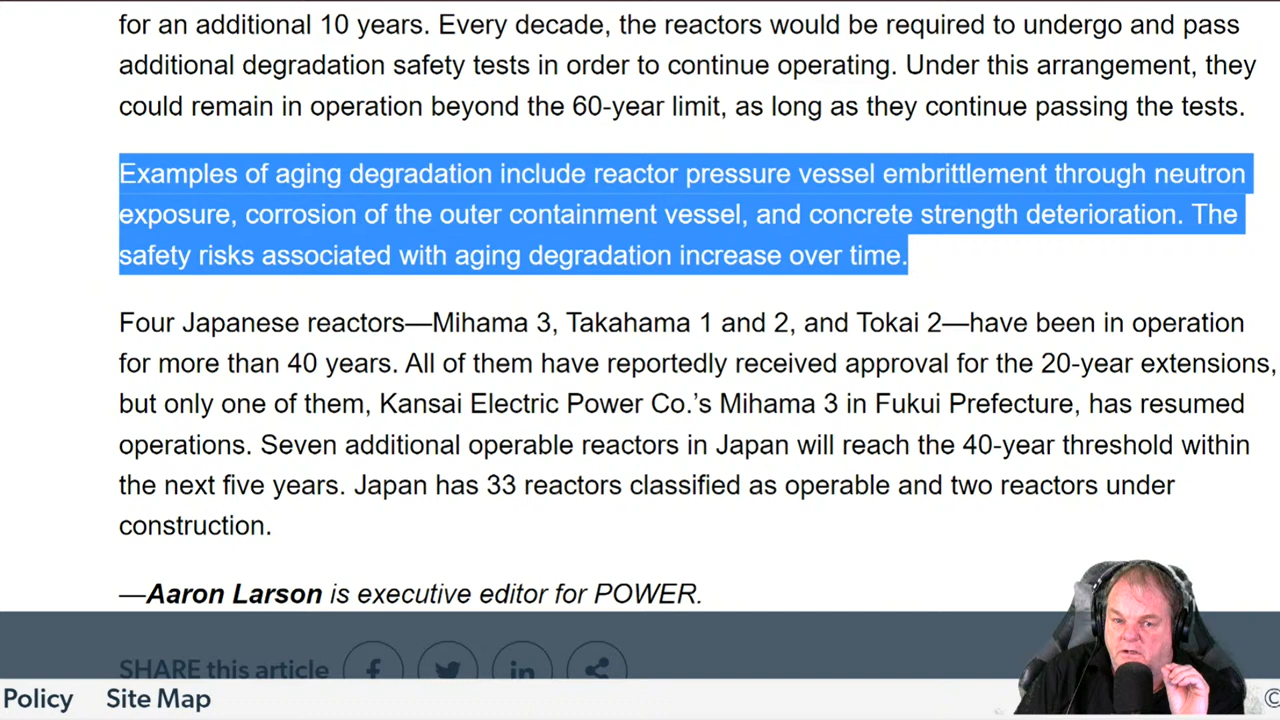 for an additional 10 years. Every decade, the reactors would be required to undergo and pass
additional degradation safety tests in order to continue operating. Under this arrangement, they
could remain in operation beyond the 60-year limit, as long as they continue passing the tests.
Examples of aging degradation include reactor pressure vessel embrittlement through neutron
exposure, corrosion of the outer containment vessel, and concrete strength deterioration. The
safety risks associated with aging degradation increase over time.
Four Japanese reactors—Mihama 3, Takahama 1 and 2, and Tokai 2—have been in operation
for more than 40 years. All of them have reportedly received approval for the 20-year extensions,
but only one of them, Kansai Electric Power Co.’s Mihama 3 in Fukui Prefecture, has resumed
operations. Seven additional operable reactors in Japan will reach the 40-year threshold within
the next five years. Japan has 33 reactors classified as operable and two reactors under
construction.
—Aaron Larson is executive editor for POWER.
SHARE this article
Policy Site Map ©